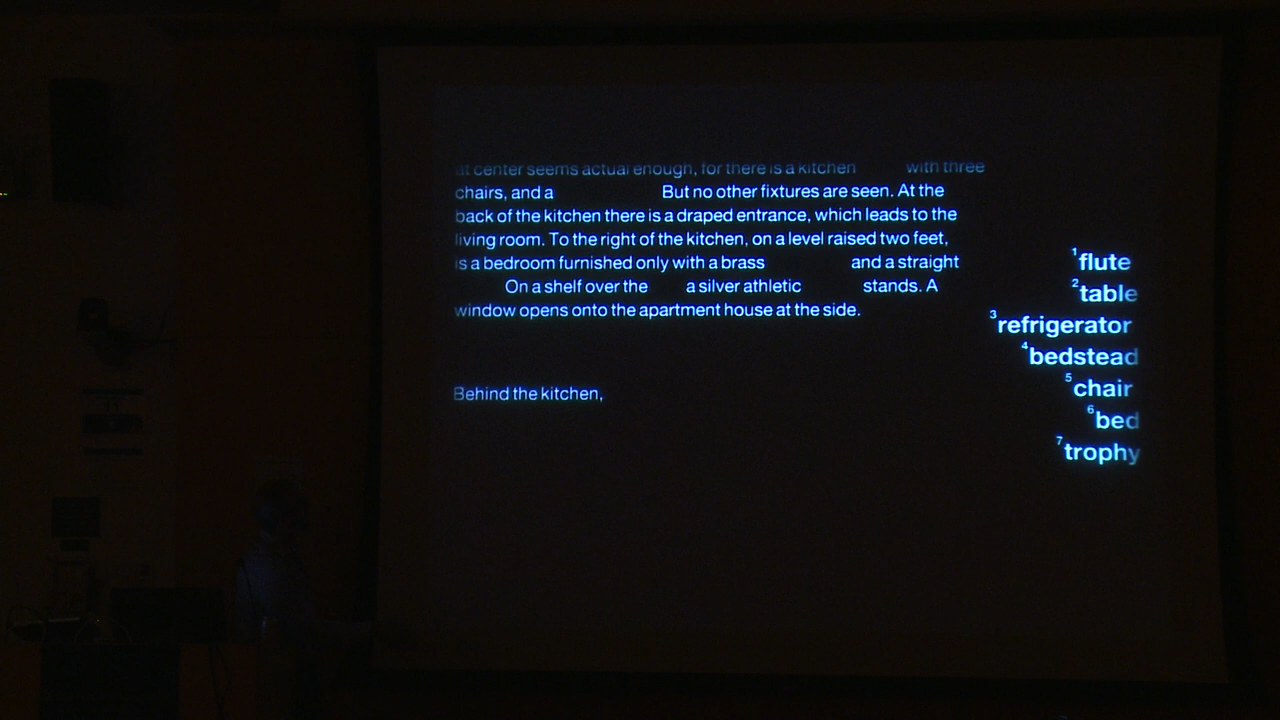 at center seems actual enough, for there is a kitchen with three
chairs, and a But no other fixtures are seen. At the
back of the kitchen there is a draped entrance, which leads to the
living room. To the right of the kitchen, on a level raised two feet,
is a bedroom furnished only with a brass and a straight
On a shelf over the a silver athletic stands. A
window opens onto the apartment house at the side.
Behind the kitchen,
1flute
2table
3refrigerator
4bedstead
5chair
6bed
7trophy